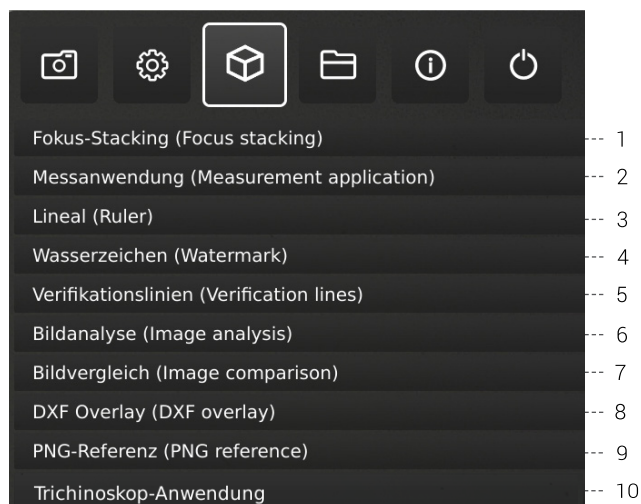 Fokus-Stacking (Focus stacking) --- 1
Messanwendung (Measurement application) --- 2
Lineal (Ruler) --- 3
Wasserzeichen (Watermark) --- 4
Verifikationslinien (Verification lines) --- 5
Bildanalyse (Image analysis) --- 6
Bildvergleich (Image comparison) --- 7
DXF Overlay (DXF overlay) --- 8
PNG-Referenz (PNG reference) --- 9
Trichinoskop-Anwendung --- 10